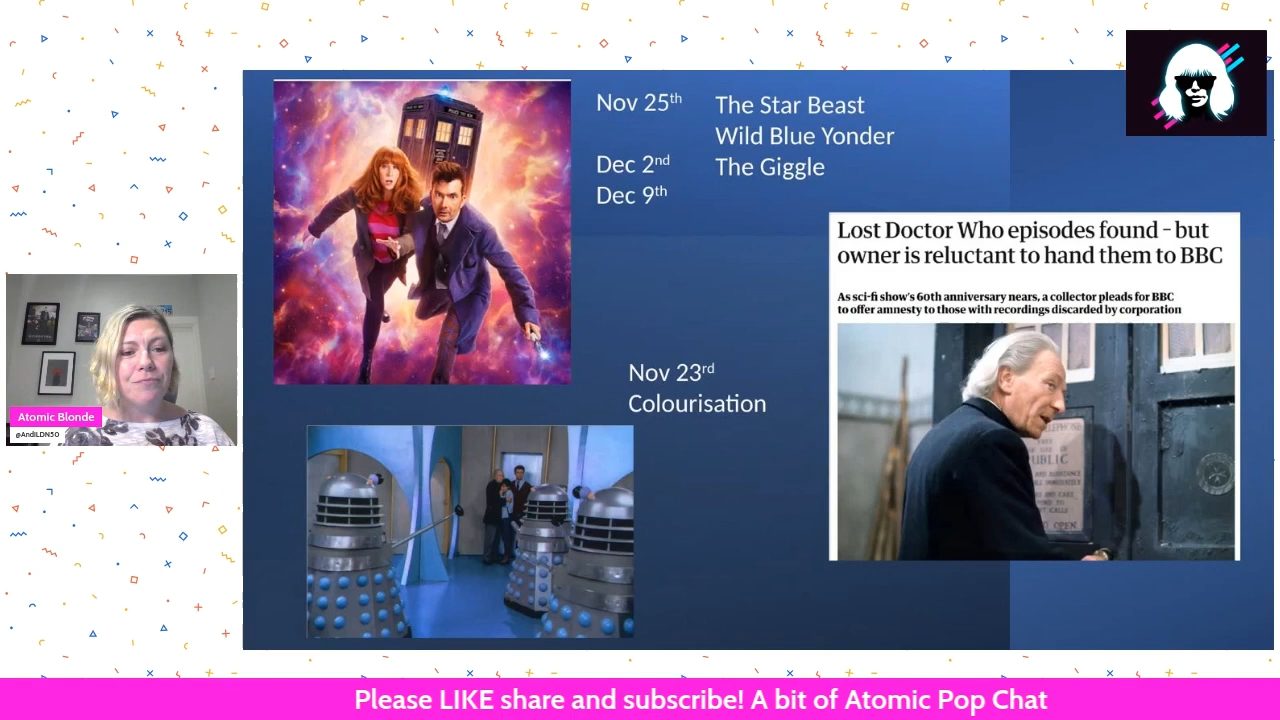 Nov 25th
Dec 2nd
Dec 9th
The Star Beast
Wild Blue Yonder
The Giggle
Lost Doctor Who episodes found – but
owner is reluctant to hand them to BBC
As sci-fi show's 60th anniversary nears, a collector pleads for BBC
to offer amnesty to those with recordings discarded by corporation
Nov 23rd
Colourisation
PUBLIC
OPEN
Atomic Blonde
@AndiLDN50
Please LIKE share and subscribe! A bit of Atomic Pop Chat